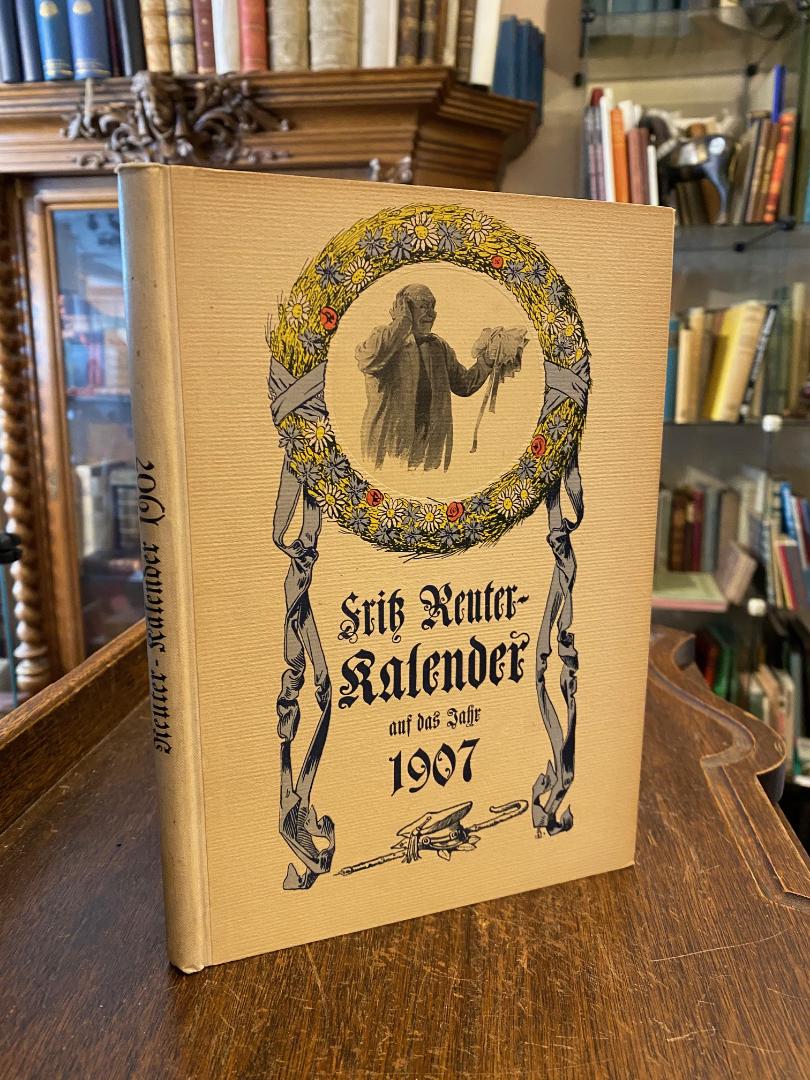 Fritz Reuter-
Kalender
auf das Jahr
1907
Reuter-Kalender 1907